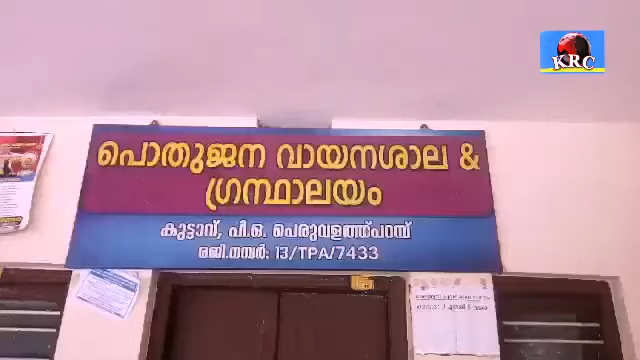 KRC
പൊതുജന വായനശാല &
ഗ്രന്ഥാലയം
കുട്ടാവ്, പി.ഒ. പെരുവളത്ത്പറമ്പ്
രജി.നമ്പർ: 13/TPA/7433